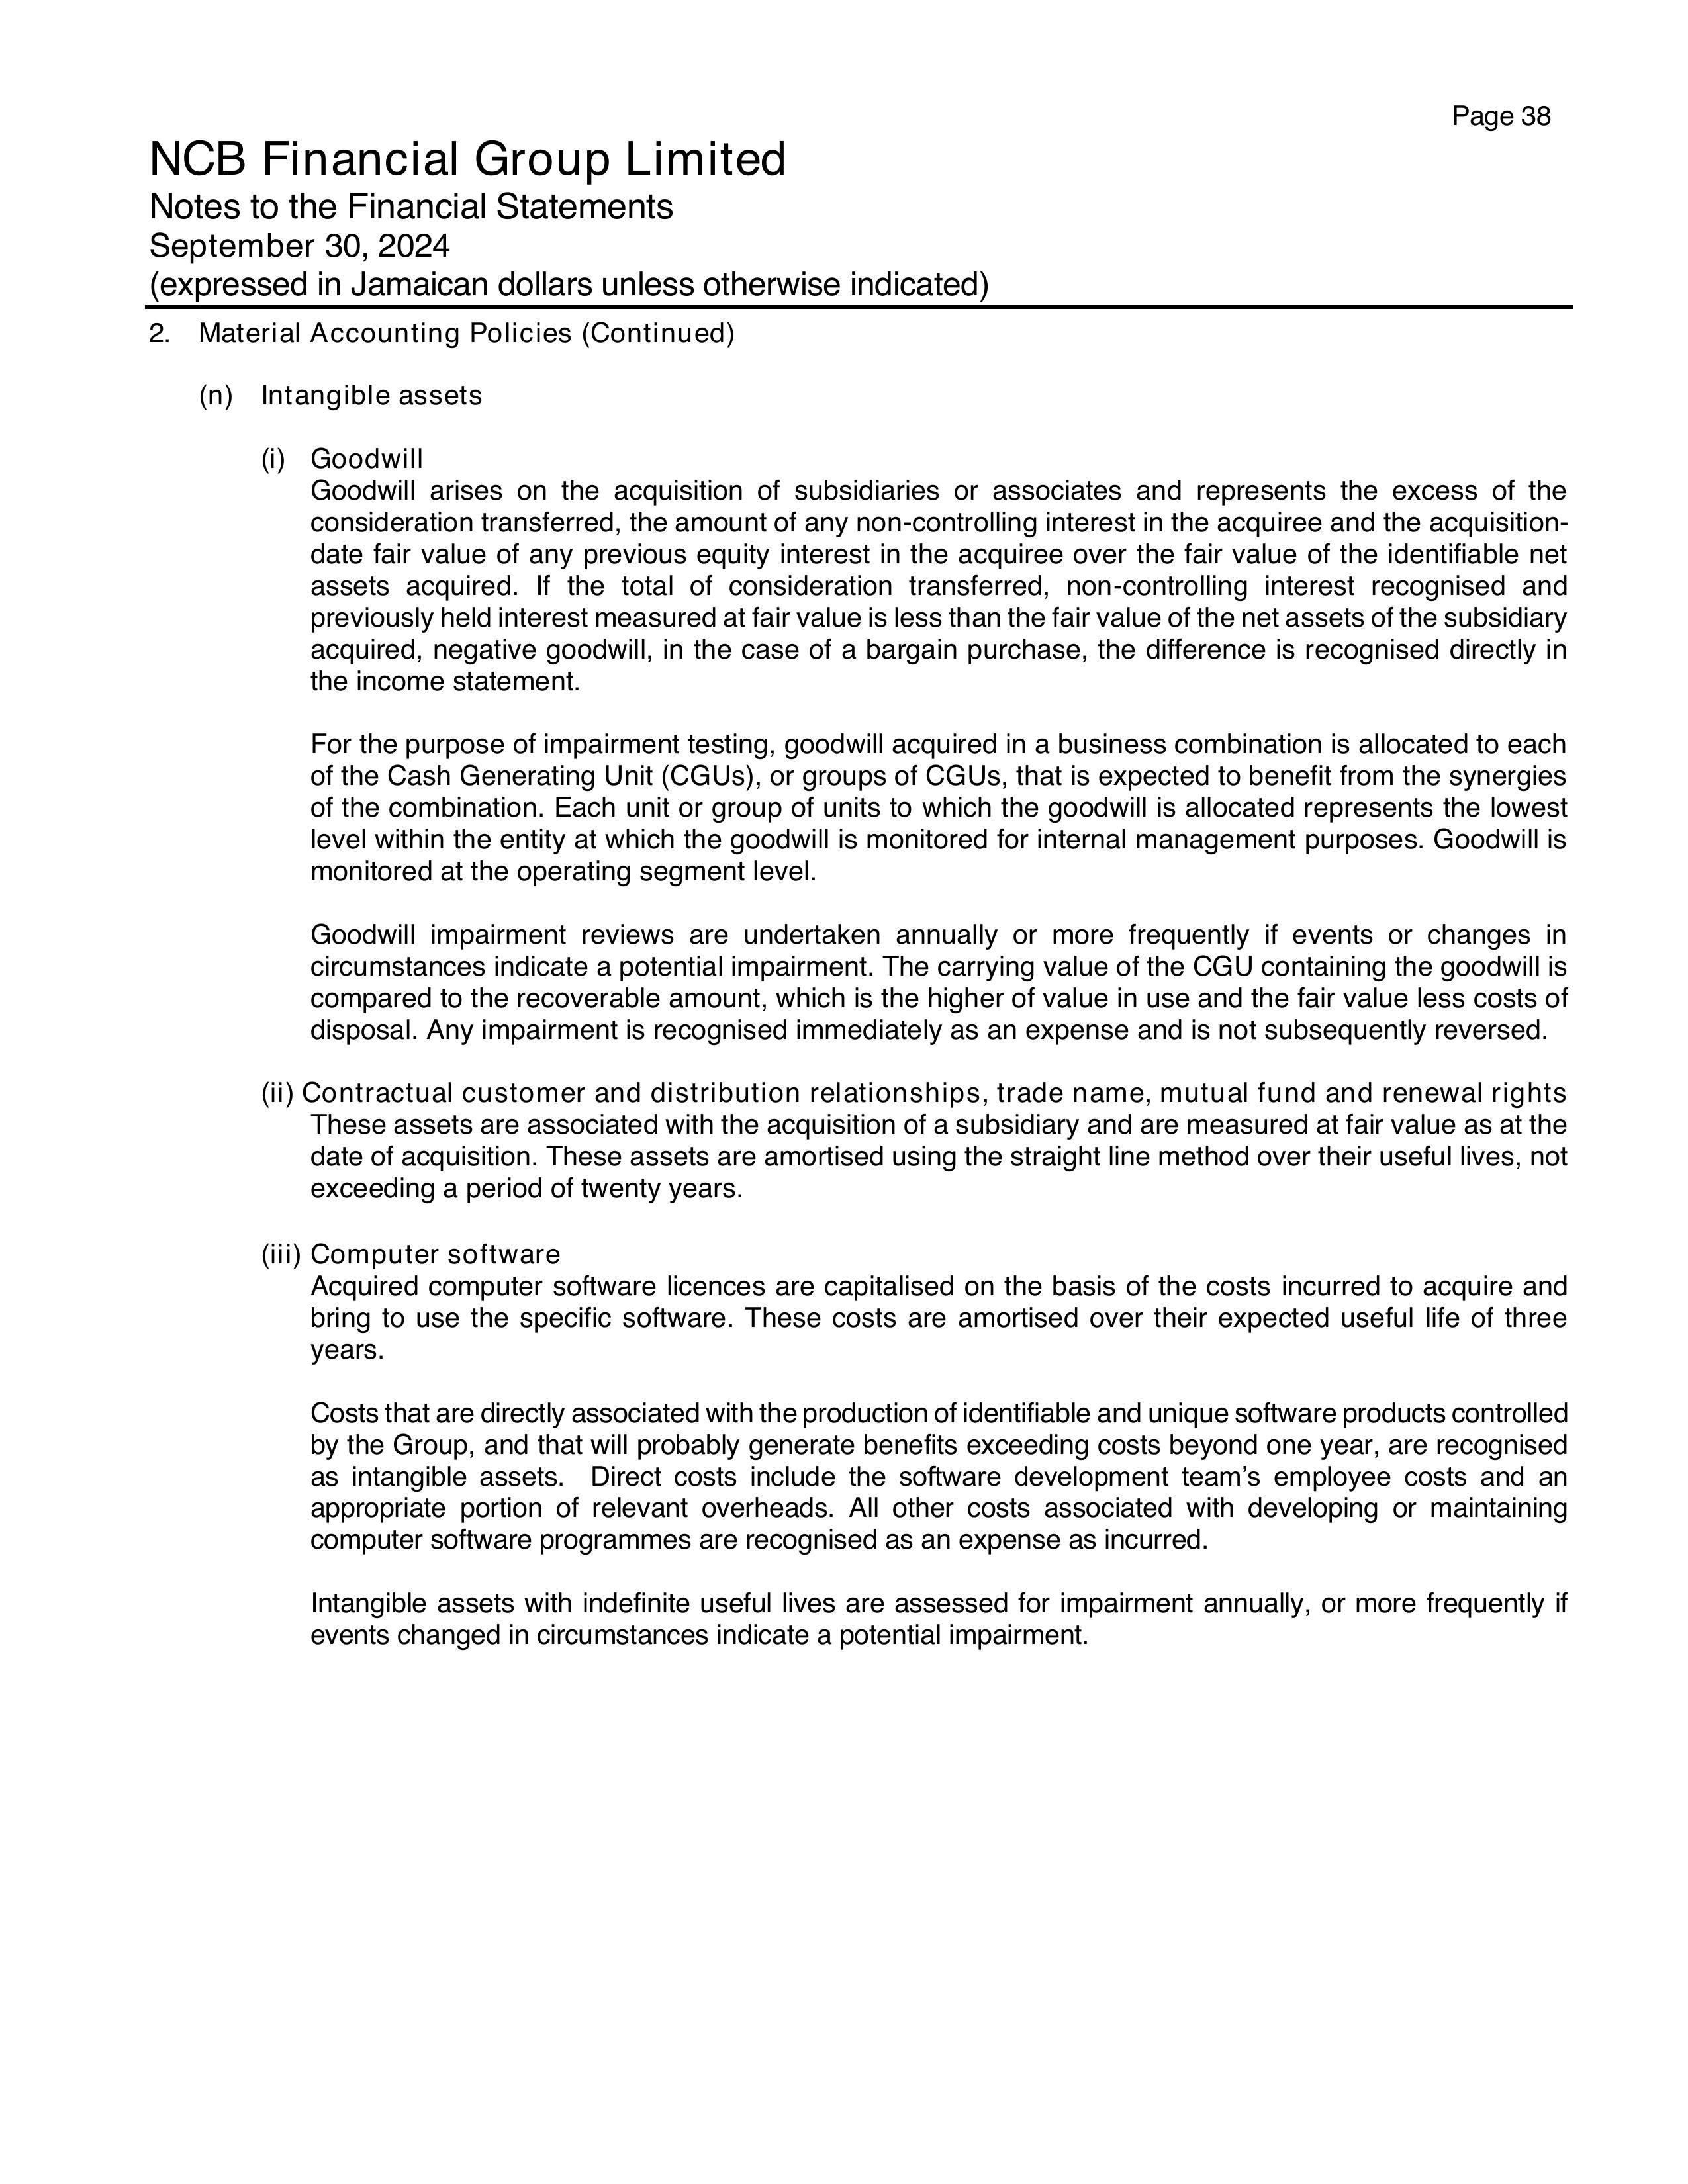 Page 38
NCB Financial Group Limited
Notes to the Financial Statements
September 30, 2024
(expressed in Jamaican dollars unless otherwise indicated)
2. Material Accounting Policies (Continued)
(n) Intangible assets
(i) Goodwill
Goodwill arises on the acquisition of subsidiaries or associates and represents the excess of the
consideration transferred, the amount of any non-controlling interest in the acquiree and the acquisition-
date fair value of any previous equity interest in the acquiree over the fair value of the identifiable net
assets acquired. If the total of consideration transferred, non-controlling interest recognised and
previously held interest measured at fair value is less than the fair value of the net assets of the subsidiary
acquired, negative goodwill, in the case of a bargain purchase, the difference is recognised directly in
the income statement.
For the purpose of impairment testing, goodwill acquired in a business combination is allocated to each
of the Cash Generating Unit (CGUs), or groups of CGUs, that is expected to benefit from the synergies
of the combination. Each unit or group of units to which the goodwill is allocated represents the lowest
level within the entity at which the goodwill is monitored for internal management purposes. Goodwill is
monitored at the operating segment level.
Goodwill impairment reviews are undertaken annually or more frequently if events or changes in
circumstances indicate a potential impairment. The carrying value of the CGU containing the goodwill is
compared to the recoverable amount, which is the higher of value in use and the fair value less costs of
disposal. Any impairment is recognised immediately as an expense and is not subsequently reversed.
(ii) Contractual customer and distribution relationships, trade name, mutual fund and renewal rights
These assets are associated with the acquisition of a subsidiary and are measured at fair value as at the
date of acquisition. These assets are amortised using the straight line method over their useful lives, not
exceeding a period of twenty years.
(iii) Computer software
Acquired computer software licences are capitalised on the basis of the costs incurred to acquire and
bring to use the specific software. These costs are amortised over their expected useful life of three
years.
Costs that are directly associated with the production of identifiable and unique software products controlled
by the Group, and that will probably generate benefits exceeding costs beyond one year, are recognised
as intangible assets. Direct costs include the software development team’s employee costs and an
appropriate portion of relevant overheads. All other costs associated with developing or maintaining
computer software programmes are recognised as an expense as incurred.
Intangible assets with indefinite useful lives are assessed for impairment annually, or more frequently if
events changed in circumstances indicate a potential impairment.